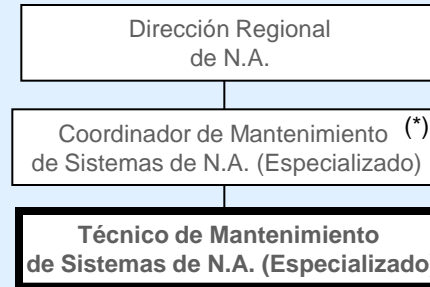 Dirección Regional
de N.A.
Coordinador de Mantenimiento (*)
de Sistemas de N.A. (Especializado)
Técnico de Mantenimiento
de Sistemas de N.A. (Especializado